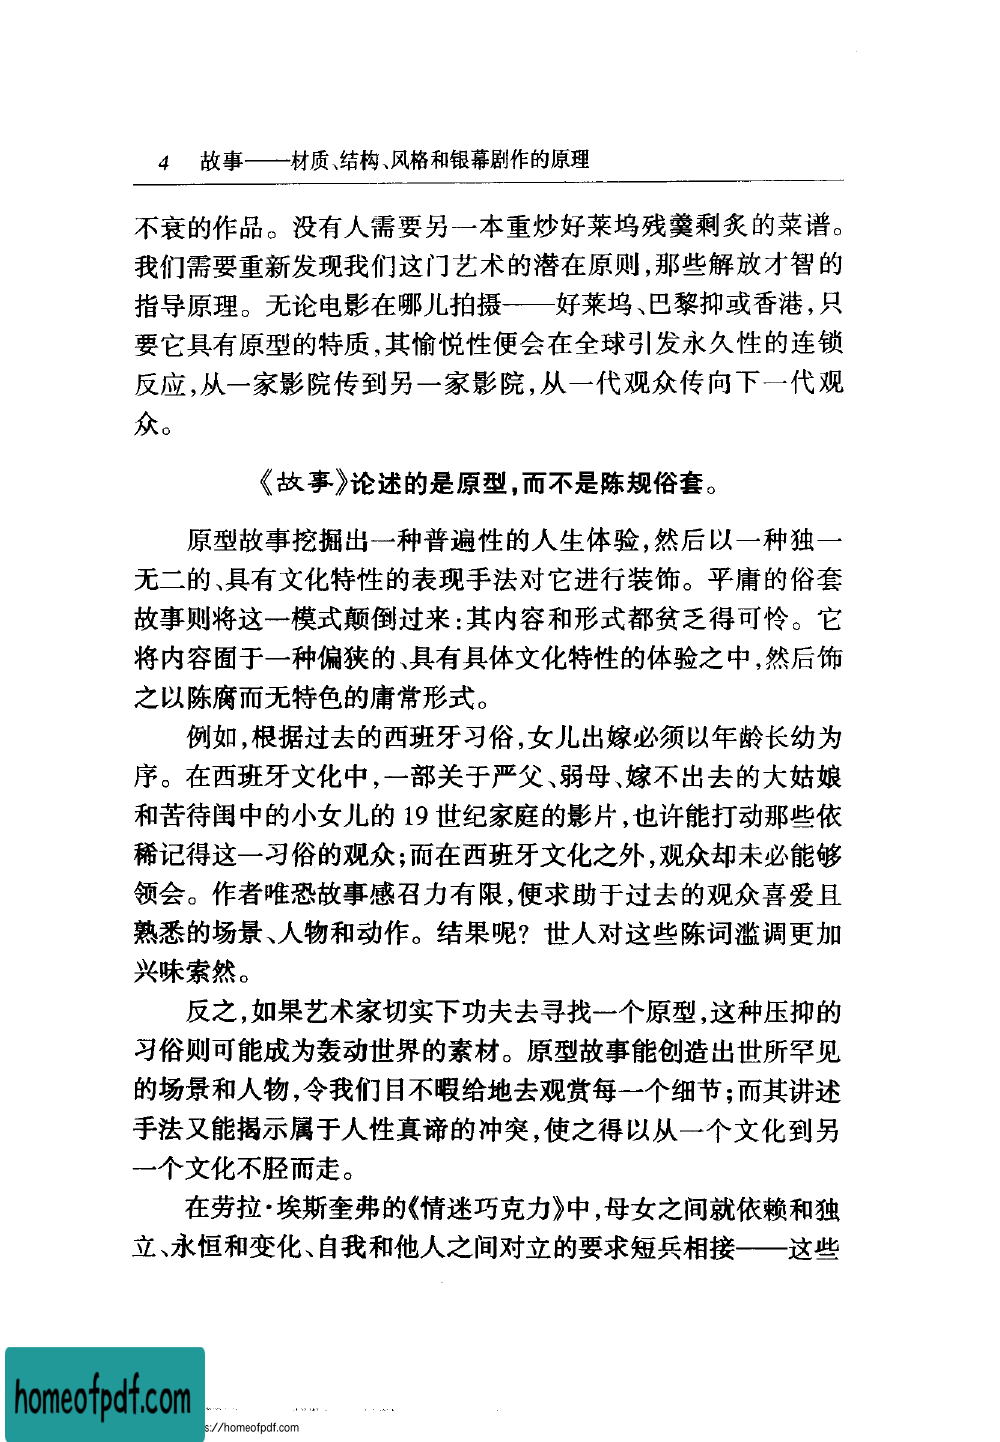 4 故事——材质、结构、风格和银幕剧作的原理
不衰的作品。没有人需要另一本重炒好莱坞残羹剩炙的菜谱。
我们需要重新发现我们这门艺术的潜在原则,那些解放才智的
指导原理。无论电影在哪儿拍摄——好莱坞、巴黎抑或香港,只
要它具有原型的特质,其愉悦性便会在全球引发永久性的连锁
反应,从一家影院传到另一家影院,从一代观众传向下一代观
众。
《故事》论述的是原型,而不是陈规俗套。
原型故事挖掘出一种普遍性的人生体验,然后以一种独一
无二的、具有文化特性的表现手法对它进行装饰。平庸的俗套
故事则将这一模式颠倒过来:其内容和形式都贫乏得可怜。它
将内容囿于一种偏狭的、具有具体文化特性的体验之中,然后饰
之以陈腐而无特色的庸常形式。
例如,根据过去的西班牙习俗,女儿出嫁必须以年龄长幼为
序。在西班牙文化中,一部关于严父、弱母、嫁不出去的大姑娘
和苦待闺中的小女儿的 19 世纪家庭的影片,也许能打动那些依
稀记得这一习俗的观众;而在西班牙文化之外,观众却未必能够
领会。作者唯恐故事感召力有限,便求助于过去的观众喜爱且
熟悉的场景、人物和动作。结果呢?世人对这些陈词滥调更加
兴味索然。
反之,如果艺术家切实下功夫去寻找一个原型,这种压抑的
习俗则可能成为轰动世界的素材。原型故事能创造出世所罕见
的场景和人物,令我们目不暇给地去观赏每一个细节;而其讲述
手法又能揭示属于人性真谛的冲突,使之得以从一个文化到另
一个文化不胫而走。
在劳拉·埃斯奎弗的《情迷巧克力》中,母女之间就依赖和独
立、永恒和变化、自我和他人之间对立的要求短兵相接——这些
homeofpdf.com
s://homeofpdf.com